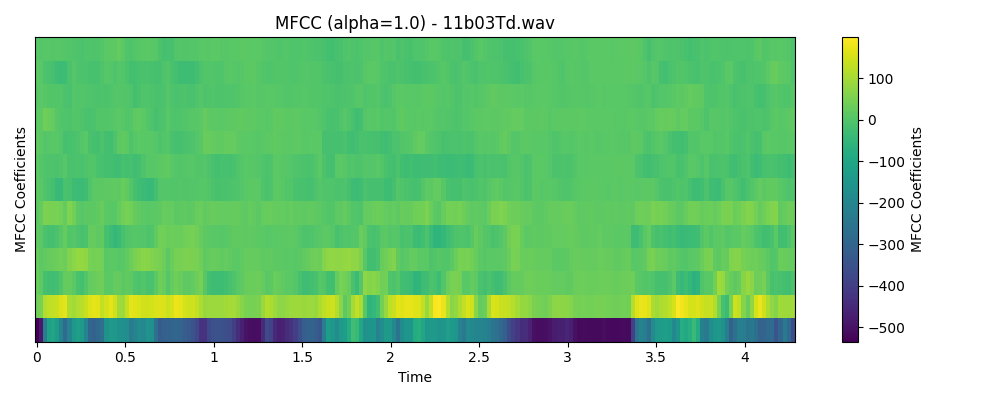 MFCC (alpha=1.0) - 11b03Td.wav
MFCC Coefficients
0 0.5 1 1.5 2 2.5 3 3.5 4
Time
100
0
−100
−200
−300
−400
−500
MFCC Coefficients